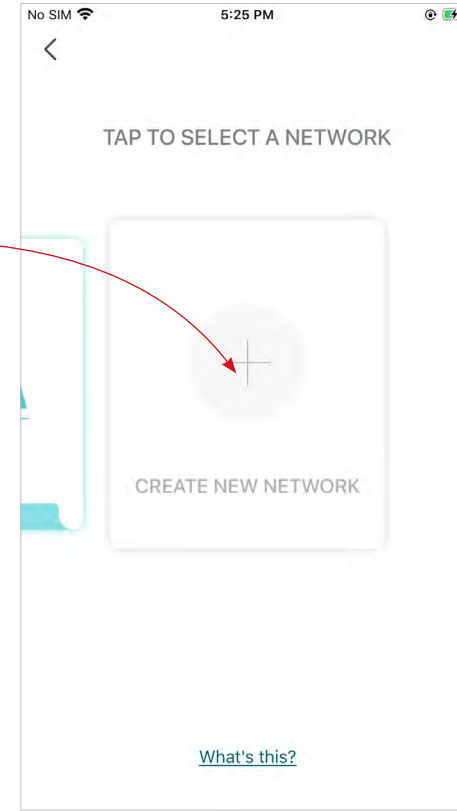 No SIM 5:25 PM
TAP TO SELECT A NETWORK
CREATE NEW NETWORK
What's this?